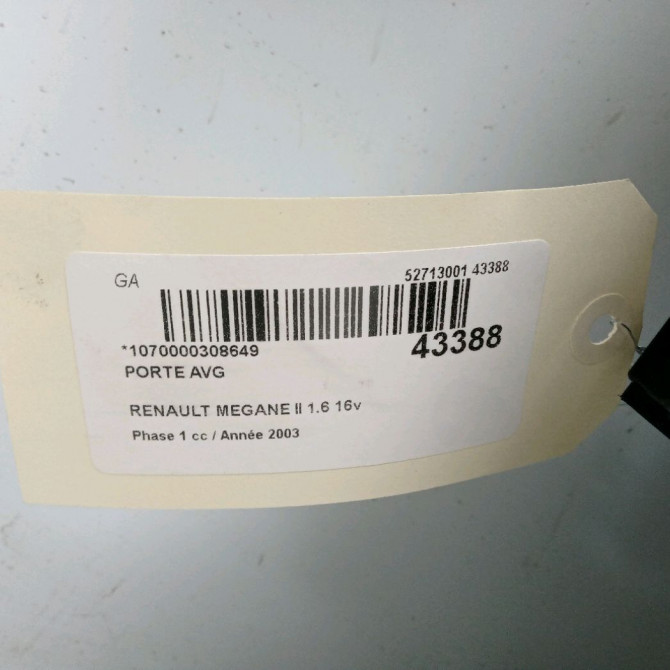 GA
52713001 43388
*1070000308649
43388
PORTE AVG
RENAULT MEGANE II 1.6 16v
Phase 1 cc / Année 2003